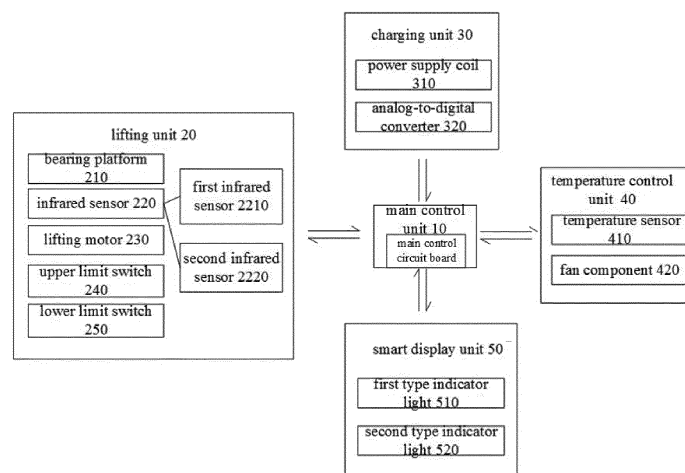 charging unit 30
power supply coil
310
analog-to-digital
converter 320
lifting unit 20
bearing platform
210
infrared sensor 220
lifting motor 230
upper limit switch
240
lower limit switch
250
first infrared
sensor 2210
second infrared
sensor 2220
main control
unit 10
main control
circuit board
temperature control
unit 40
temperature sensor
410
fan component 420
smart display unit 50
first type indicator
light 510
second type indicator
light 520